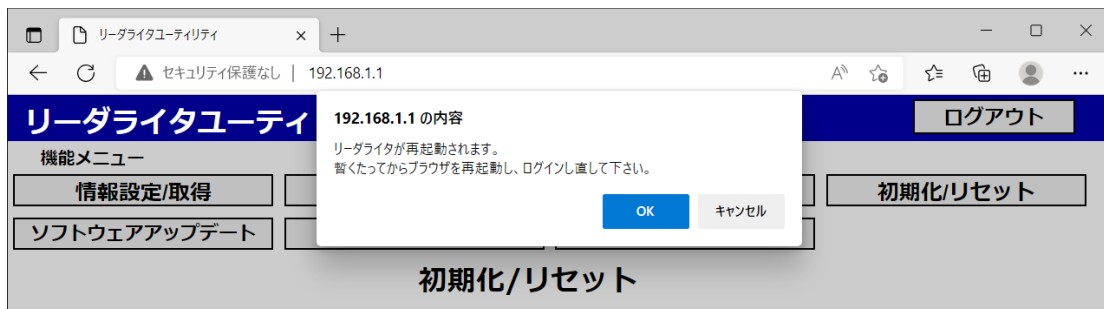 リーダライタユーティリティ
セキュリティ保護なし | 192.168.1.1
リーダライタユーティ
ログアウト
192.168.1.1 の内容
リーダライタが再起動されます。
暫くたってからブラウザを再起動し、ログインし直して下さい。
OK
キャンセル
機能メニュー
情報設定/取得
初期化/リセット
ソフトウェアアップデート
初期化/リセット